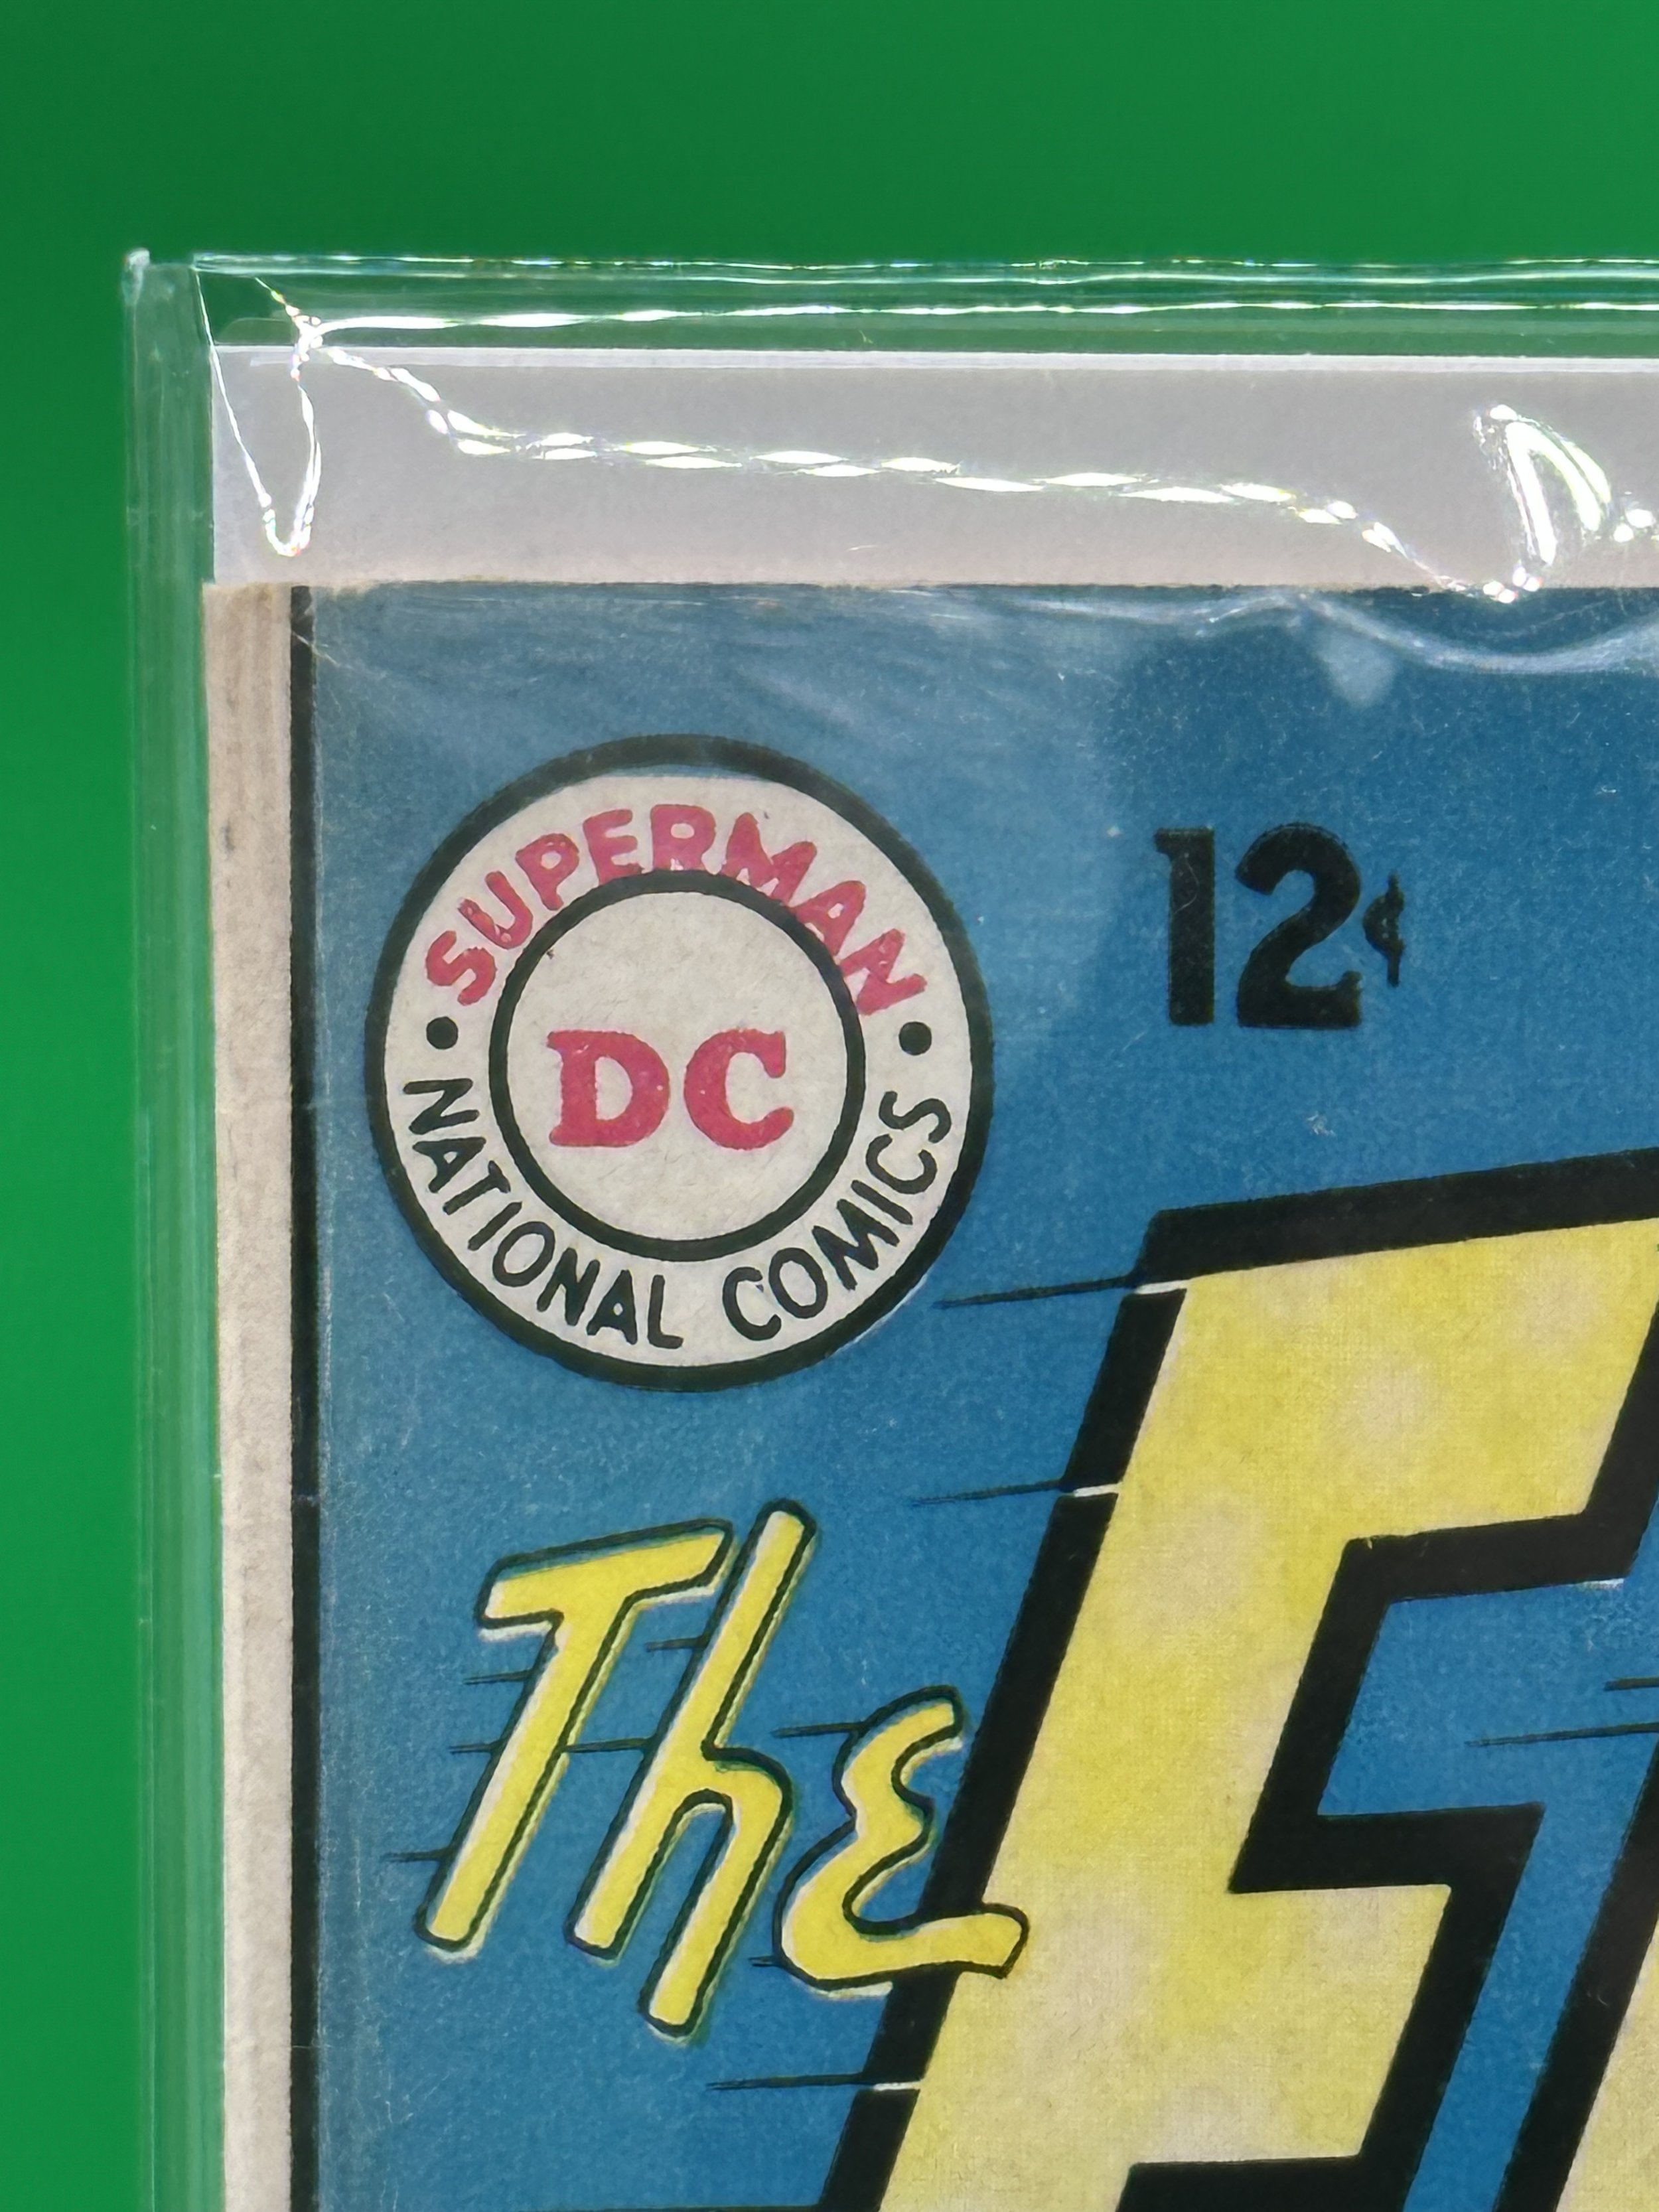 SUPERMAN
DC
• NATIONAL COMICS •
12¢
The
F